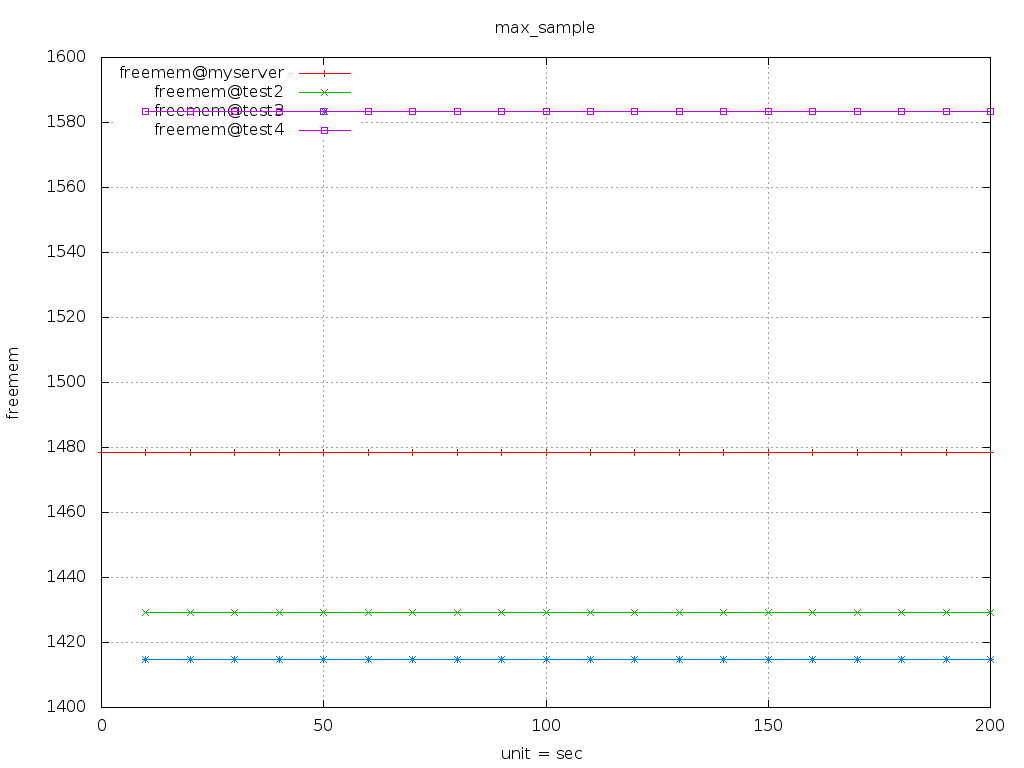 max_sample
1600
1580
1560
1540
1520
1500
1480
1460
1440
1420
1400
freemem
freemem@myserver
freemem@test2
freemem@test3
freemem@test4
0 50 100 150 200
unit = sec